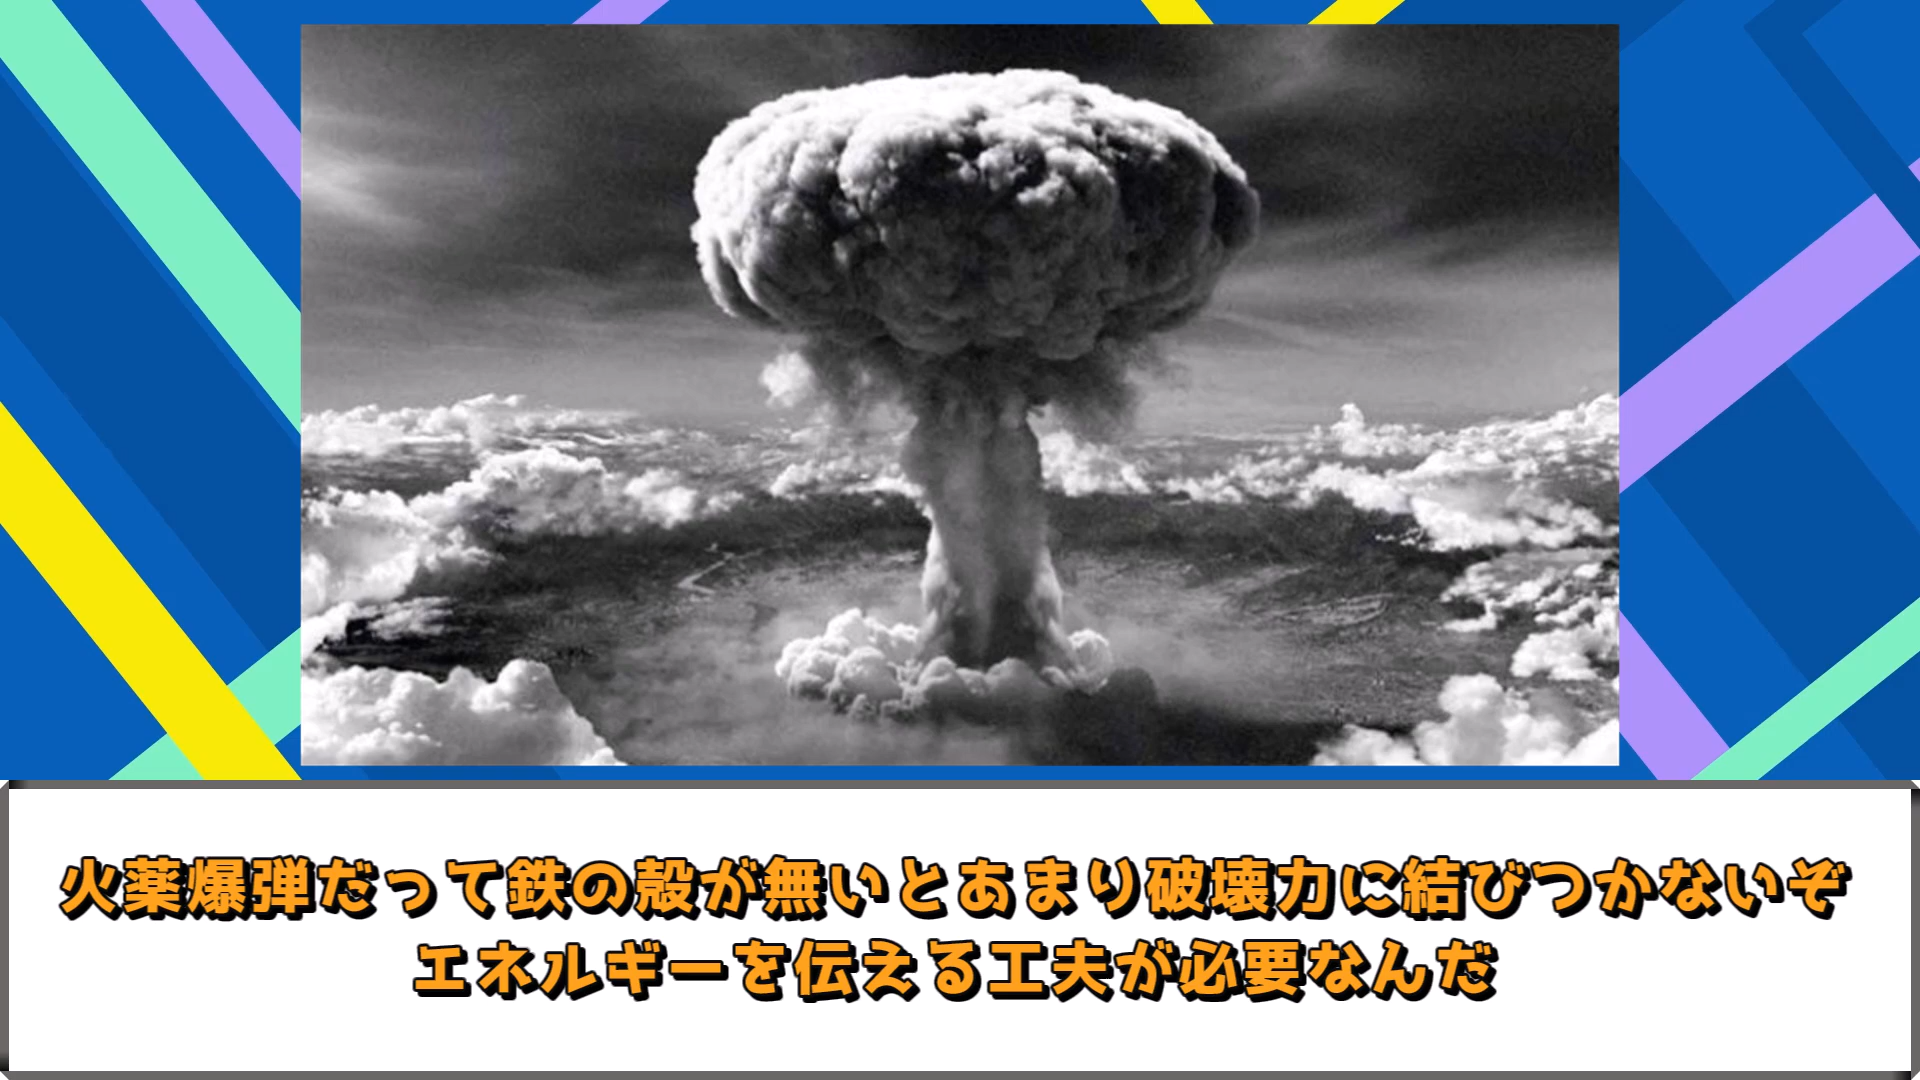 火薬爆弾だって鉄の殻が無いとあまり破壊力に結びつかないぞ
エネルギーを伝える工夫が必要なんだ